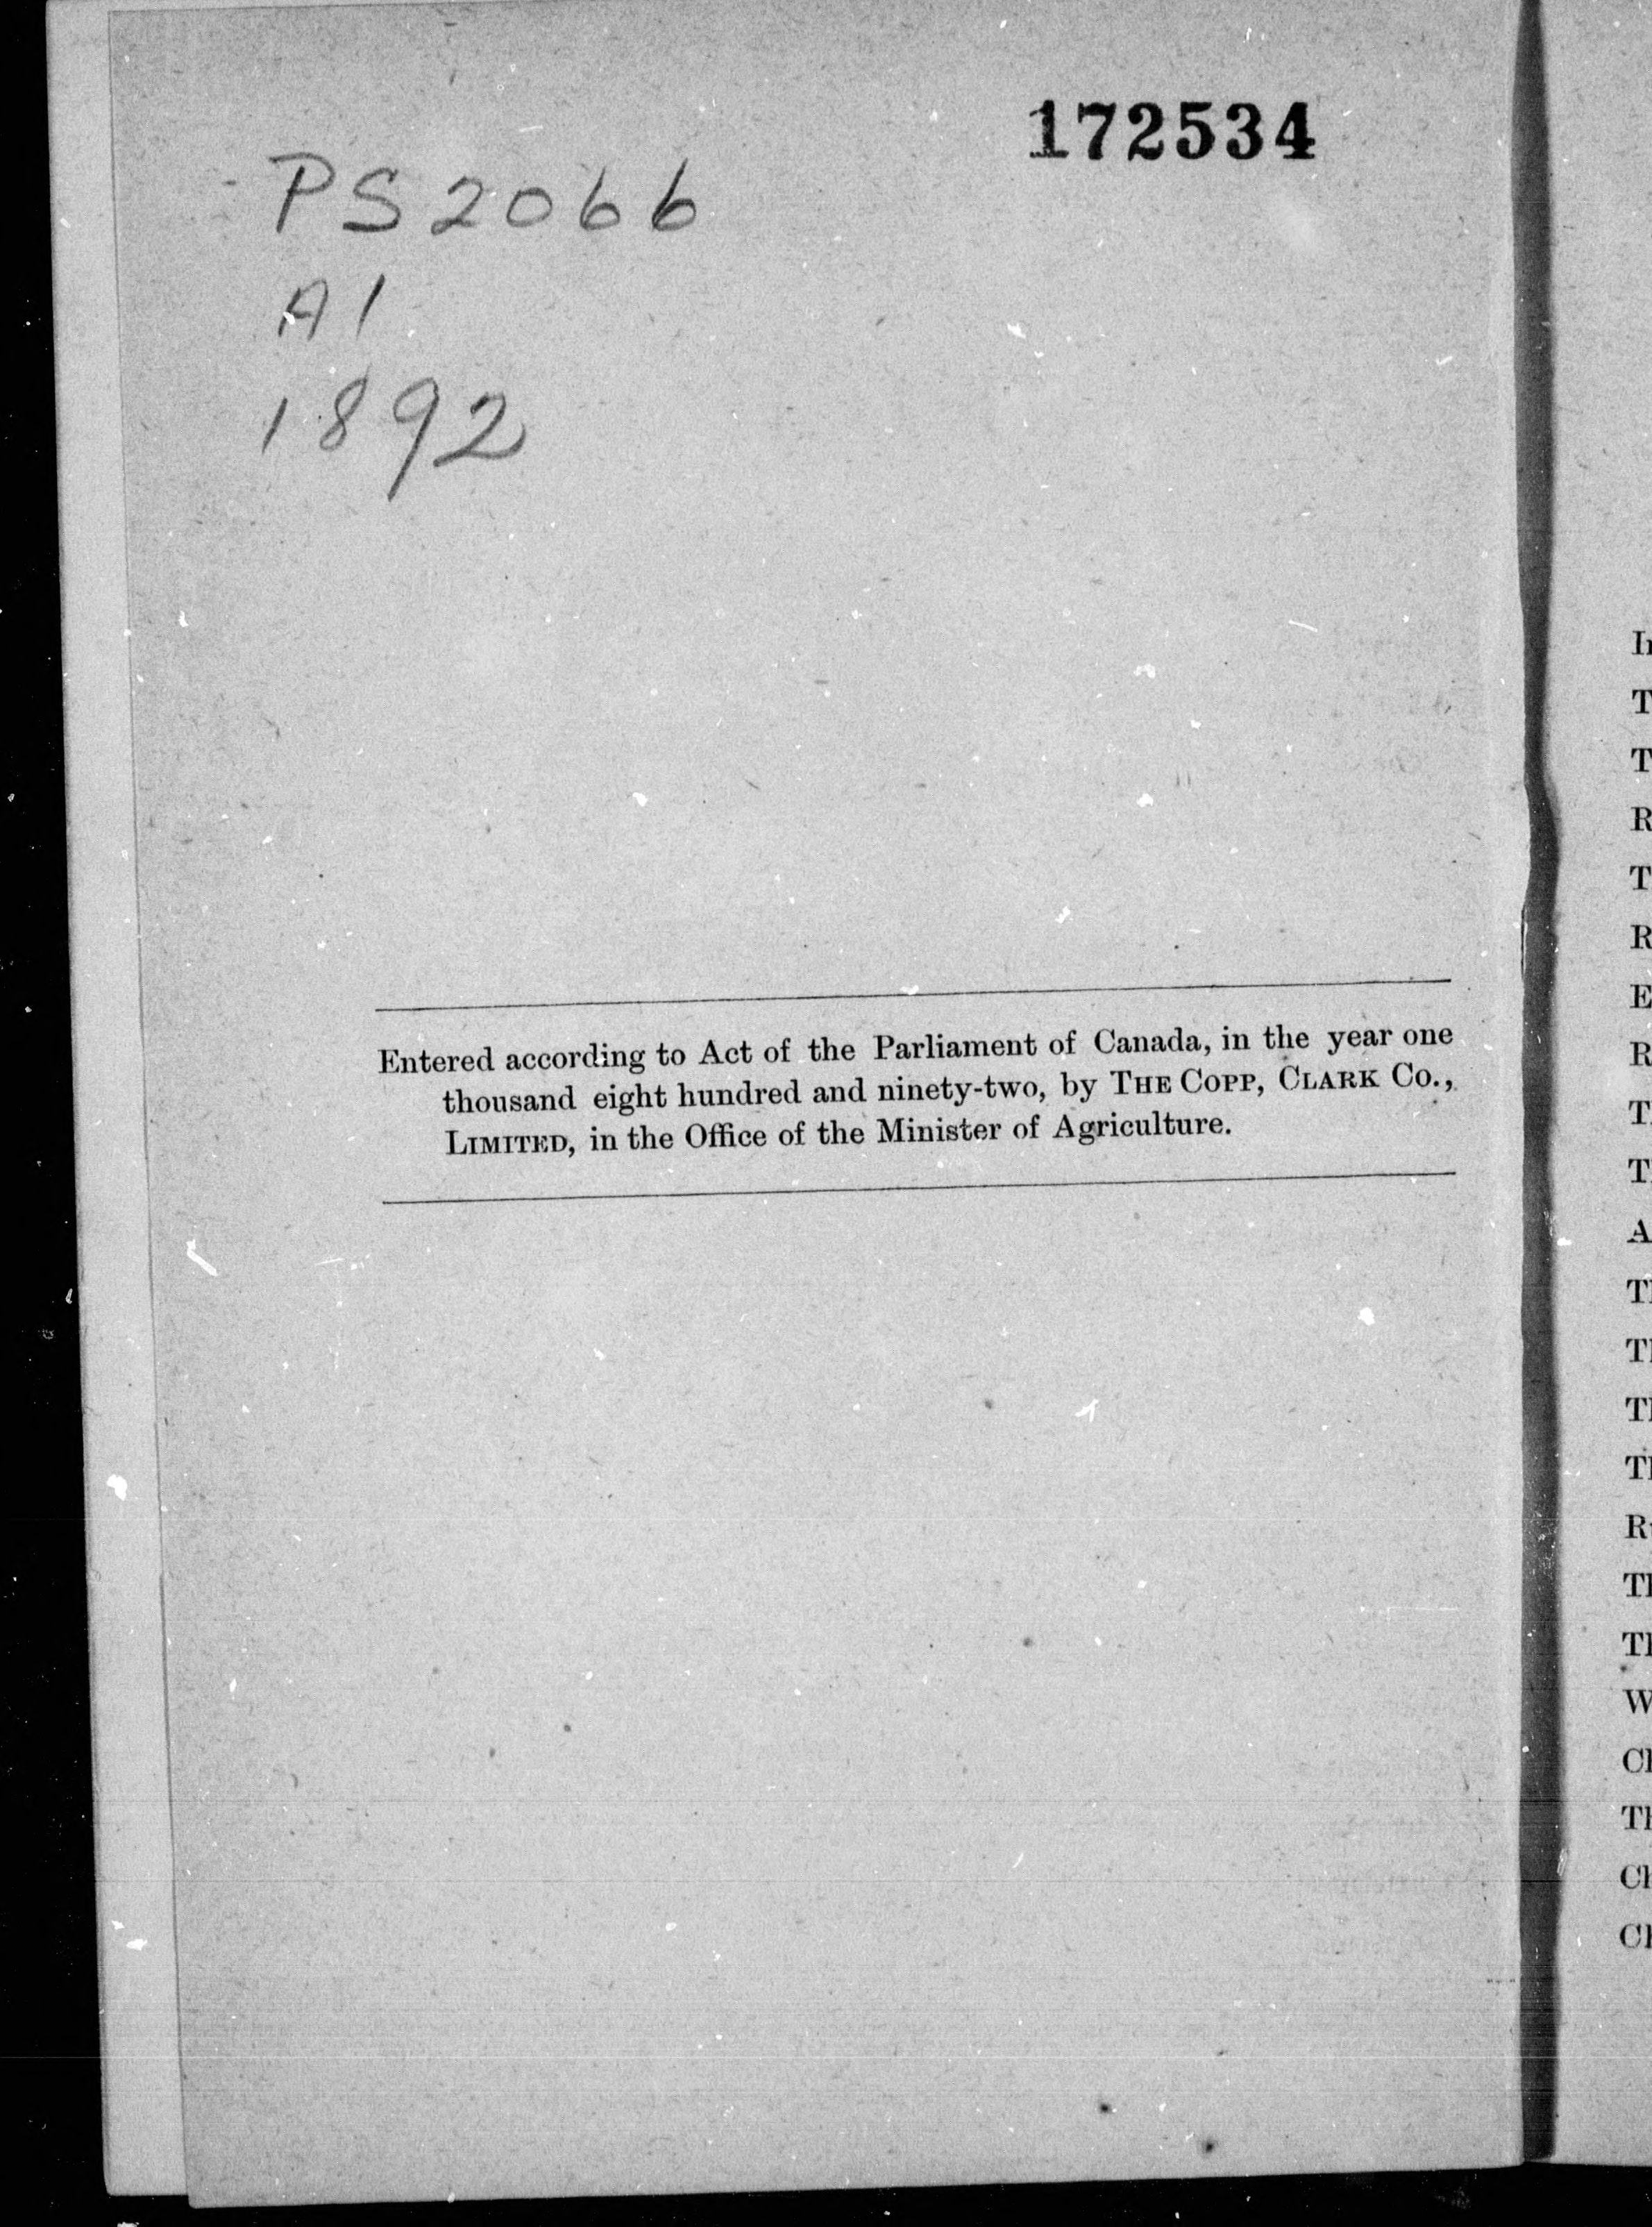 172534
PS2066
A1
1892
Entered according to Act of the Parliament of Canada, in the year one
thousand eight hundred and ninety-two, by THE COPP, CLARK CO.,
LIMITED, in the Office of the Minister of Agriculture.